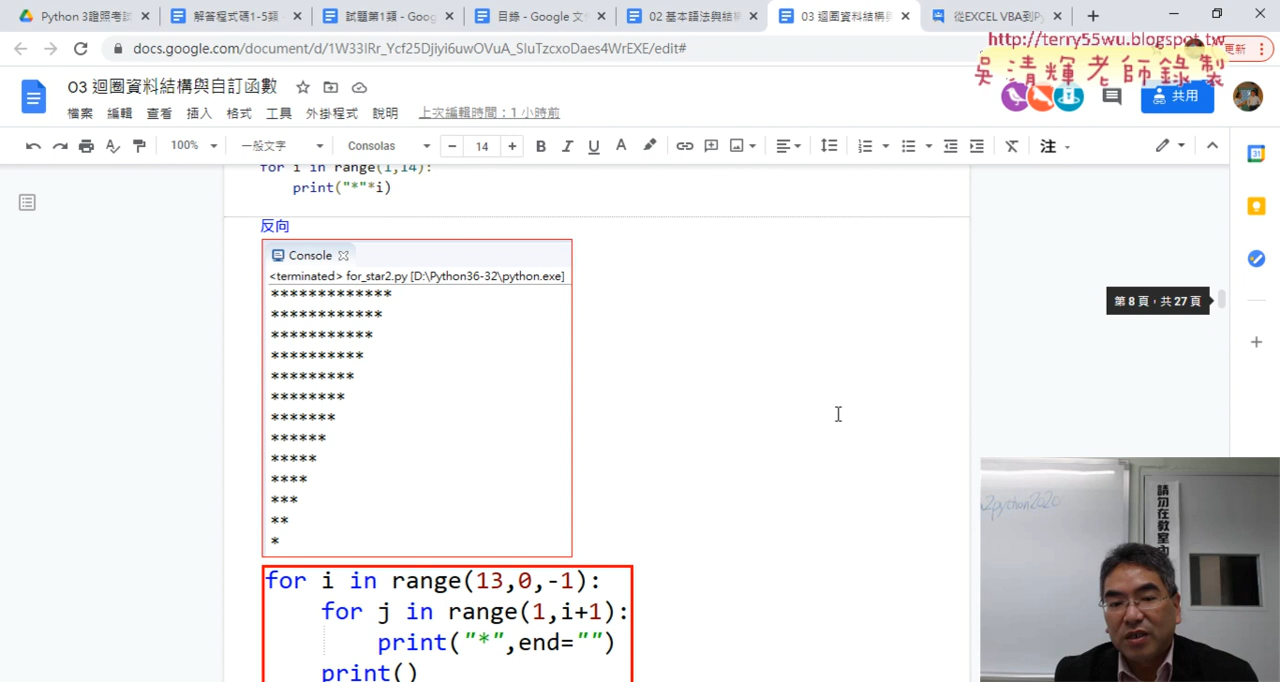 Python 3證照考試
解答程式碼1-5類
試題第1類 - Goog
目錄 - Google 文
02 基本語法與結構
03 迴圈資料結構與
從EXCEL VBA到Py
docs.google.com/document/d/1W33lRr_Ycf25Djiyi6uwOVuA_SluTzcxoDaes4WrEXE/edit#
更新
http://terry55wu.blogspot.tw
吳清輝老師錄製
03 迴圈資料結構與自訂函數
共用
檔案 編輯 查看 插入 格式 工具 外掛程式 說明 上次編輯時間：1 小時前
100% 一般文字 Consolas 14 B I U A 注
31
for i in range(1,14):
print("*"*i)
反向
Console
<terminated> for_star2.py [D:\Python36-32\python.exe]
*************
************
***********
**********
*********
********
*******
******
*****
****
***
**
*
第 8 頁，共 27 頁
for i in range(13,0,-1):
for j in range(1,i+1):
print("*",end="")
print()
2python2020
請勿在教室內